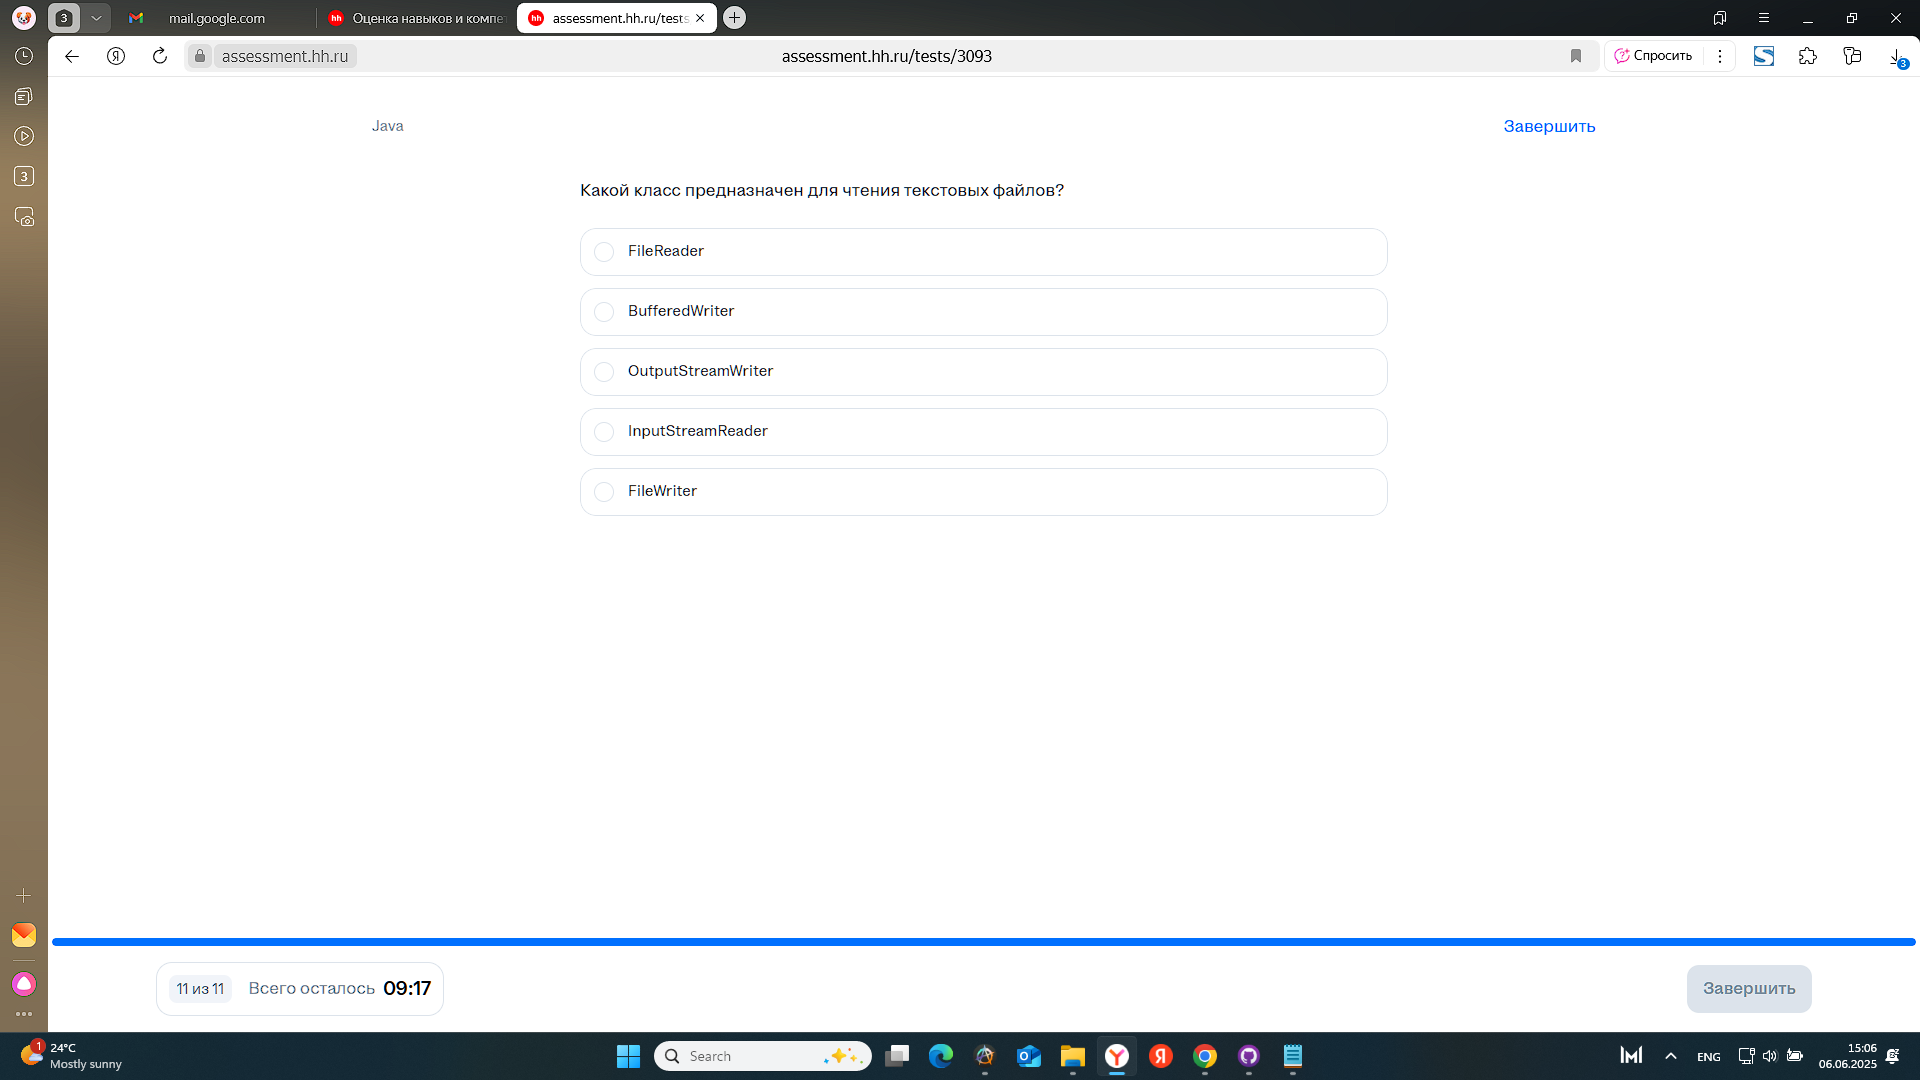 3
mail.google.com
Оценка навыков и компе
assessment.hh.ru/tests
assessment.hh.ru
assessment.hh.ru/tests/3093
Спросить
3
3
Java
Завершить
Какой класс предназначен для чтения текстовых файлов?
FileReader
BufferedWriter
OutputStreamWriter
InputStreamReader
FileWriter
11 из 11
Всего осталось 09:17
Завершить
1
24°C
Mostly sunny
Search
ENG
15:06
06.06.2025